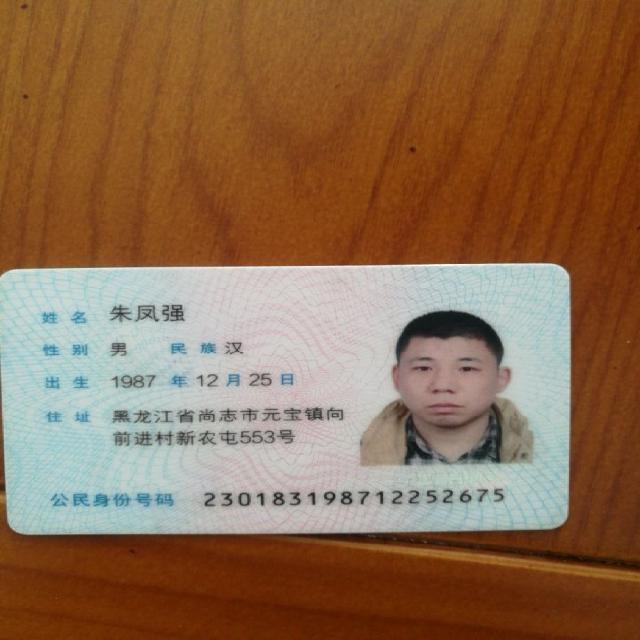 姓名 朱凤强
性别 男 民族 汉
出生 1987 年 12 月 25 日
住址 黑龙江省尚志市元宝镇向
前进村新农屯553号
公民身份号码 230183198712252675